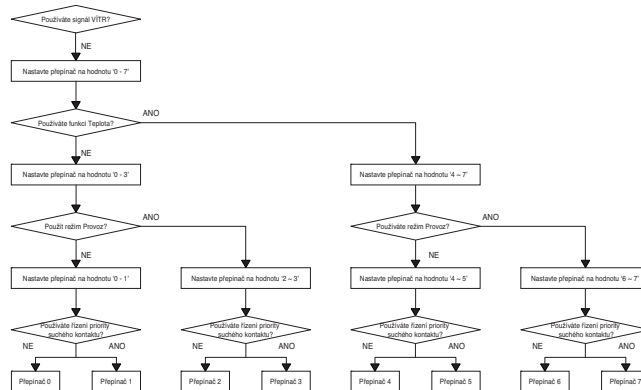 Používáte signál VÍTR?
NE
Nastavte přepínač na hodnotu '0 - 7'
ANO
Používáte funkci Teplota?
NE
Nastavte přepínač na hodnotu '0 - 3'
Nastavte přepínač na hodnotu '4 ~ 7'
Použít režim Provoz?
ANO
Používáte režim Provoz?
ANO
NE
NE
Nastavte přepínač na hodnotu '0 - 1'
Nastavte přepínač na hodnotu '2 ~ 3'
Nastavte přepínač na hodnotu '4 ~ 5'
Nastavte přepínač na hodnotu '6 ~ 7'
Používáte řízení priority
suchého kontaktu?
Používáte řízení priority
suchého kontaktu?
Používáte řízení priority
suchého kontaktu?
Používáte řízení priority
suchého kontaktu?
NE
ANO
NE
ANO
NE
ANO
NE
ANO
Přepínač 0
Přepínač 1
Přepínač 2
Přepínač 3
Přepínač 4
Přepínač 5
Přepínač 6
Přepínač 7